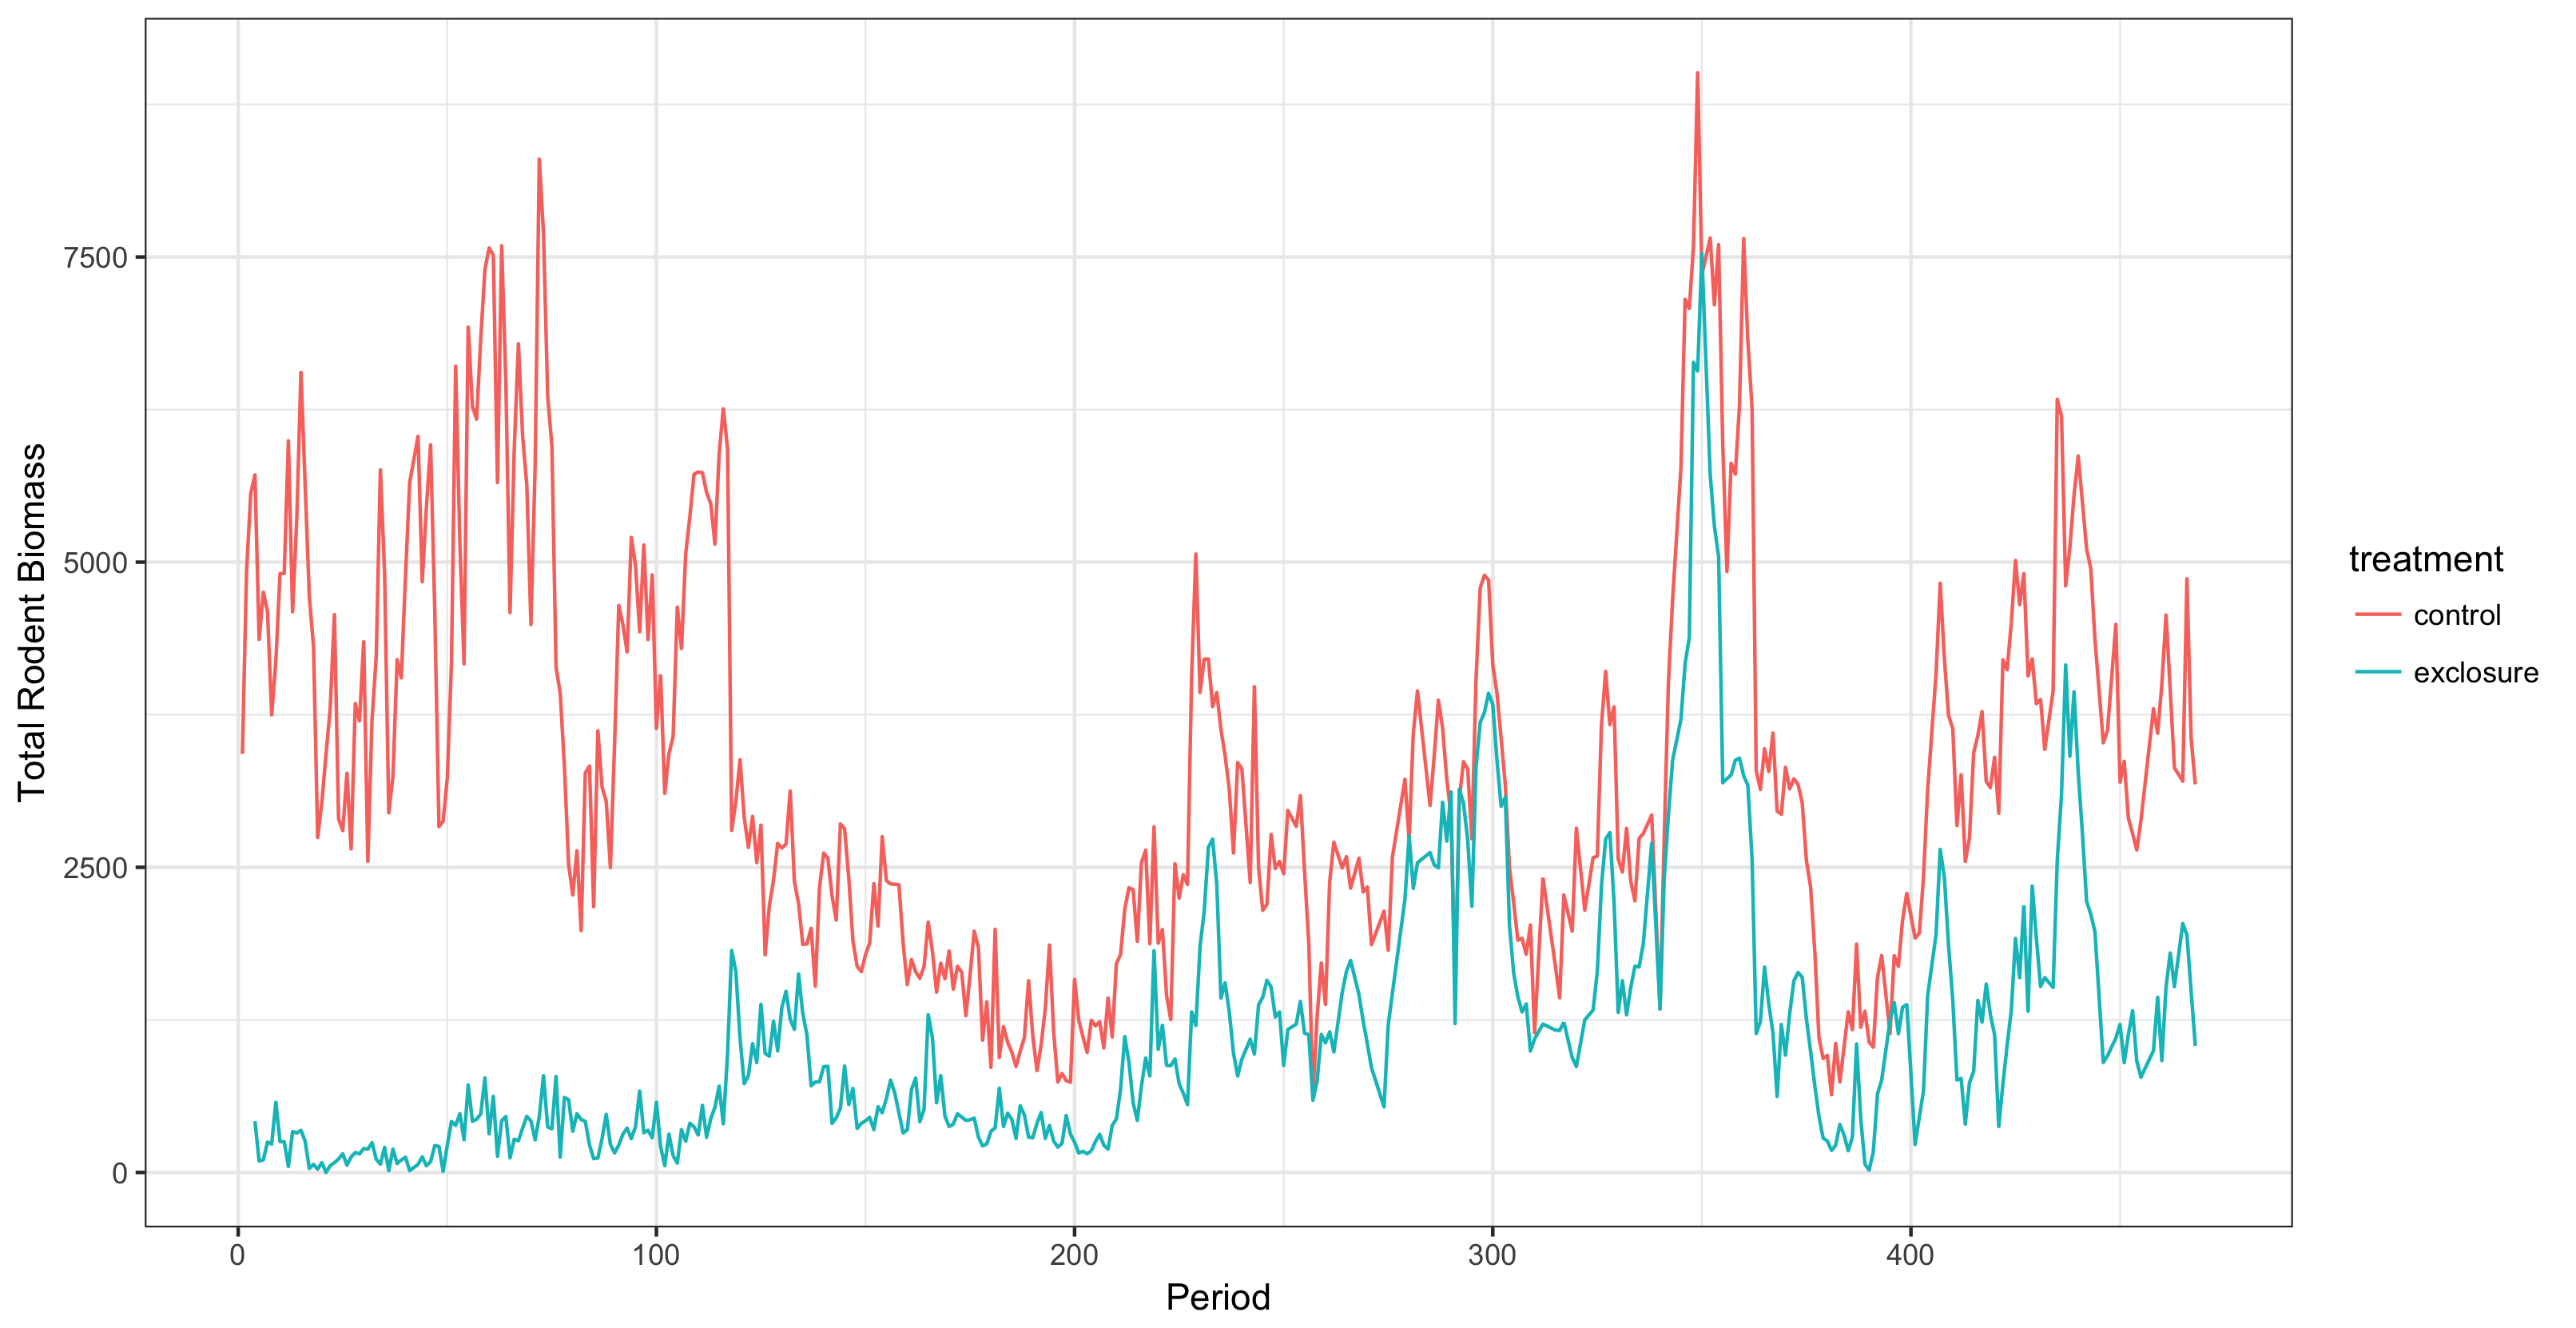 Total Rodent Biomass
7500
5000
2500
0
0
100
200
300
400
Period
treatment
control
exclosure